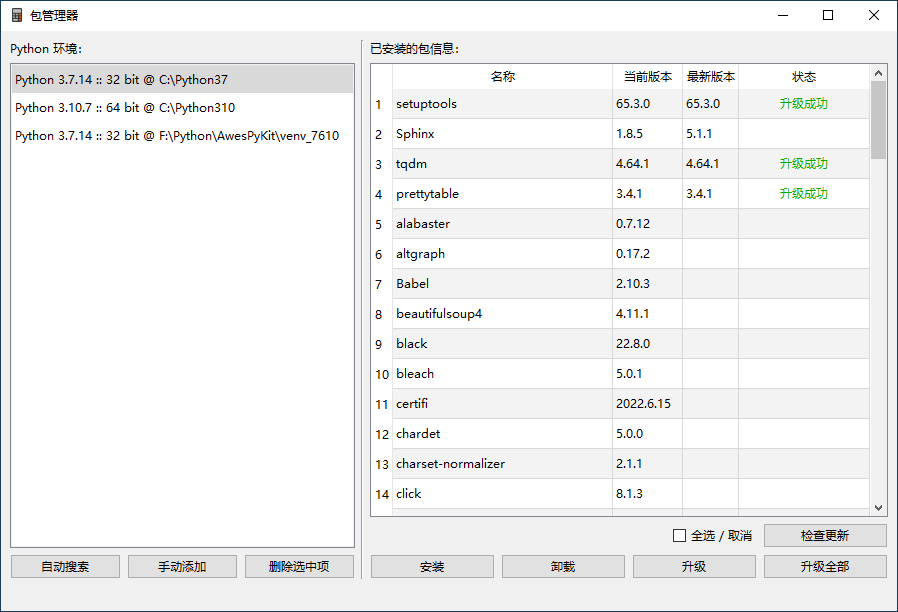 包管理器
Python 环境:
Python 3.7.14 :: 32 bit @ C:\Python37
Python 3.10.7 :: 64 bit @ C:\Python310
Python 3.7.14 :: 32 bit @ F:\Python\AwesPyKit\venv_7610
自动搜索 手动添加 删除选中项
已安装的包信息:
名称 当前版本 最新版本 状态
1 setuptools 65.3.0 65.3.0 升级成功
2 Sphinx 1.8.5 5.1.1
3 tqdm 4.64.1 4.64.1 升级成功
4 prettytable 3.4.1 3.4.1 升级成功
5 alabaster 0.7.12
6 altgraph 0.17.2
7 Babel 2.10.3
8 beautifulsoup4 4.11.1
9 black 22.8.0
10 bleach 5.0.1
11 certifi 2022.6.15
12 chardet 5.0.0
13 charset-normalizer 2.1.1
14 click 8.1.3
全选 / 取消 检查更新
安装 卸载 升级 升级全部